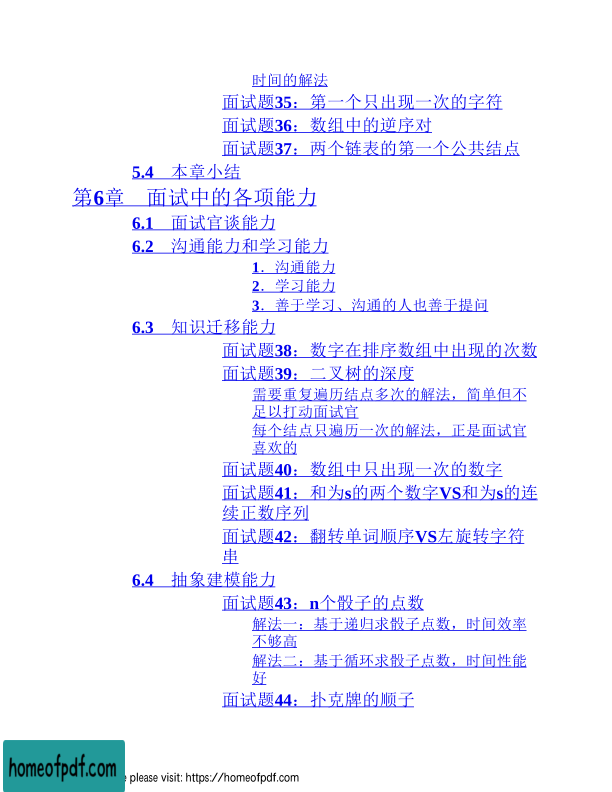 时间的解法
面试题35：第一个只出现一次的字符
面试题36：数组中的逆序对
面试题37：两个链表的第一个公共结点
5.4 本章小结
第6章 面试中的各项能力
6.1 面试官谈能力
6.2 沟通能力和学习能力
1．沟通能力
2．学习能力
3．善于学习、沟通的人也善于提问
6.3 知识迁移能力
面试题38：数字在排序数组中出现的次数
面试题39：二叉树的深度
需要重复遍历结点多次的解法，简单但不
足以打动面试官
每个结点只遍历一次的解法，正是面试官
喜欢的
面试题40：数组中只出现一次的数字
面试题41：和为s的两个数字VS和为s的连
续正数序列
面试题42：翻转单词顺序VS左旋转字符
串
6.4 抽象建模能力
面试题43：n个骰子的点数
解法一：基于递归求骰子点数，时间效率
不够高
解法二：基于循环求骰子点数，时间性能
好
面试题44：扑克牌的顺子
homeofpdf.com
please visit: https://homeofpdf.com